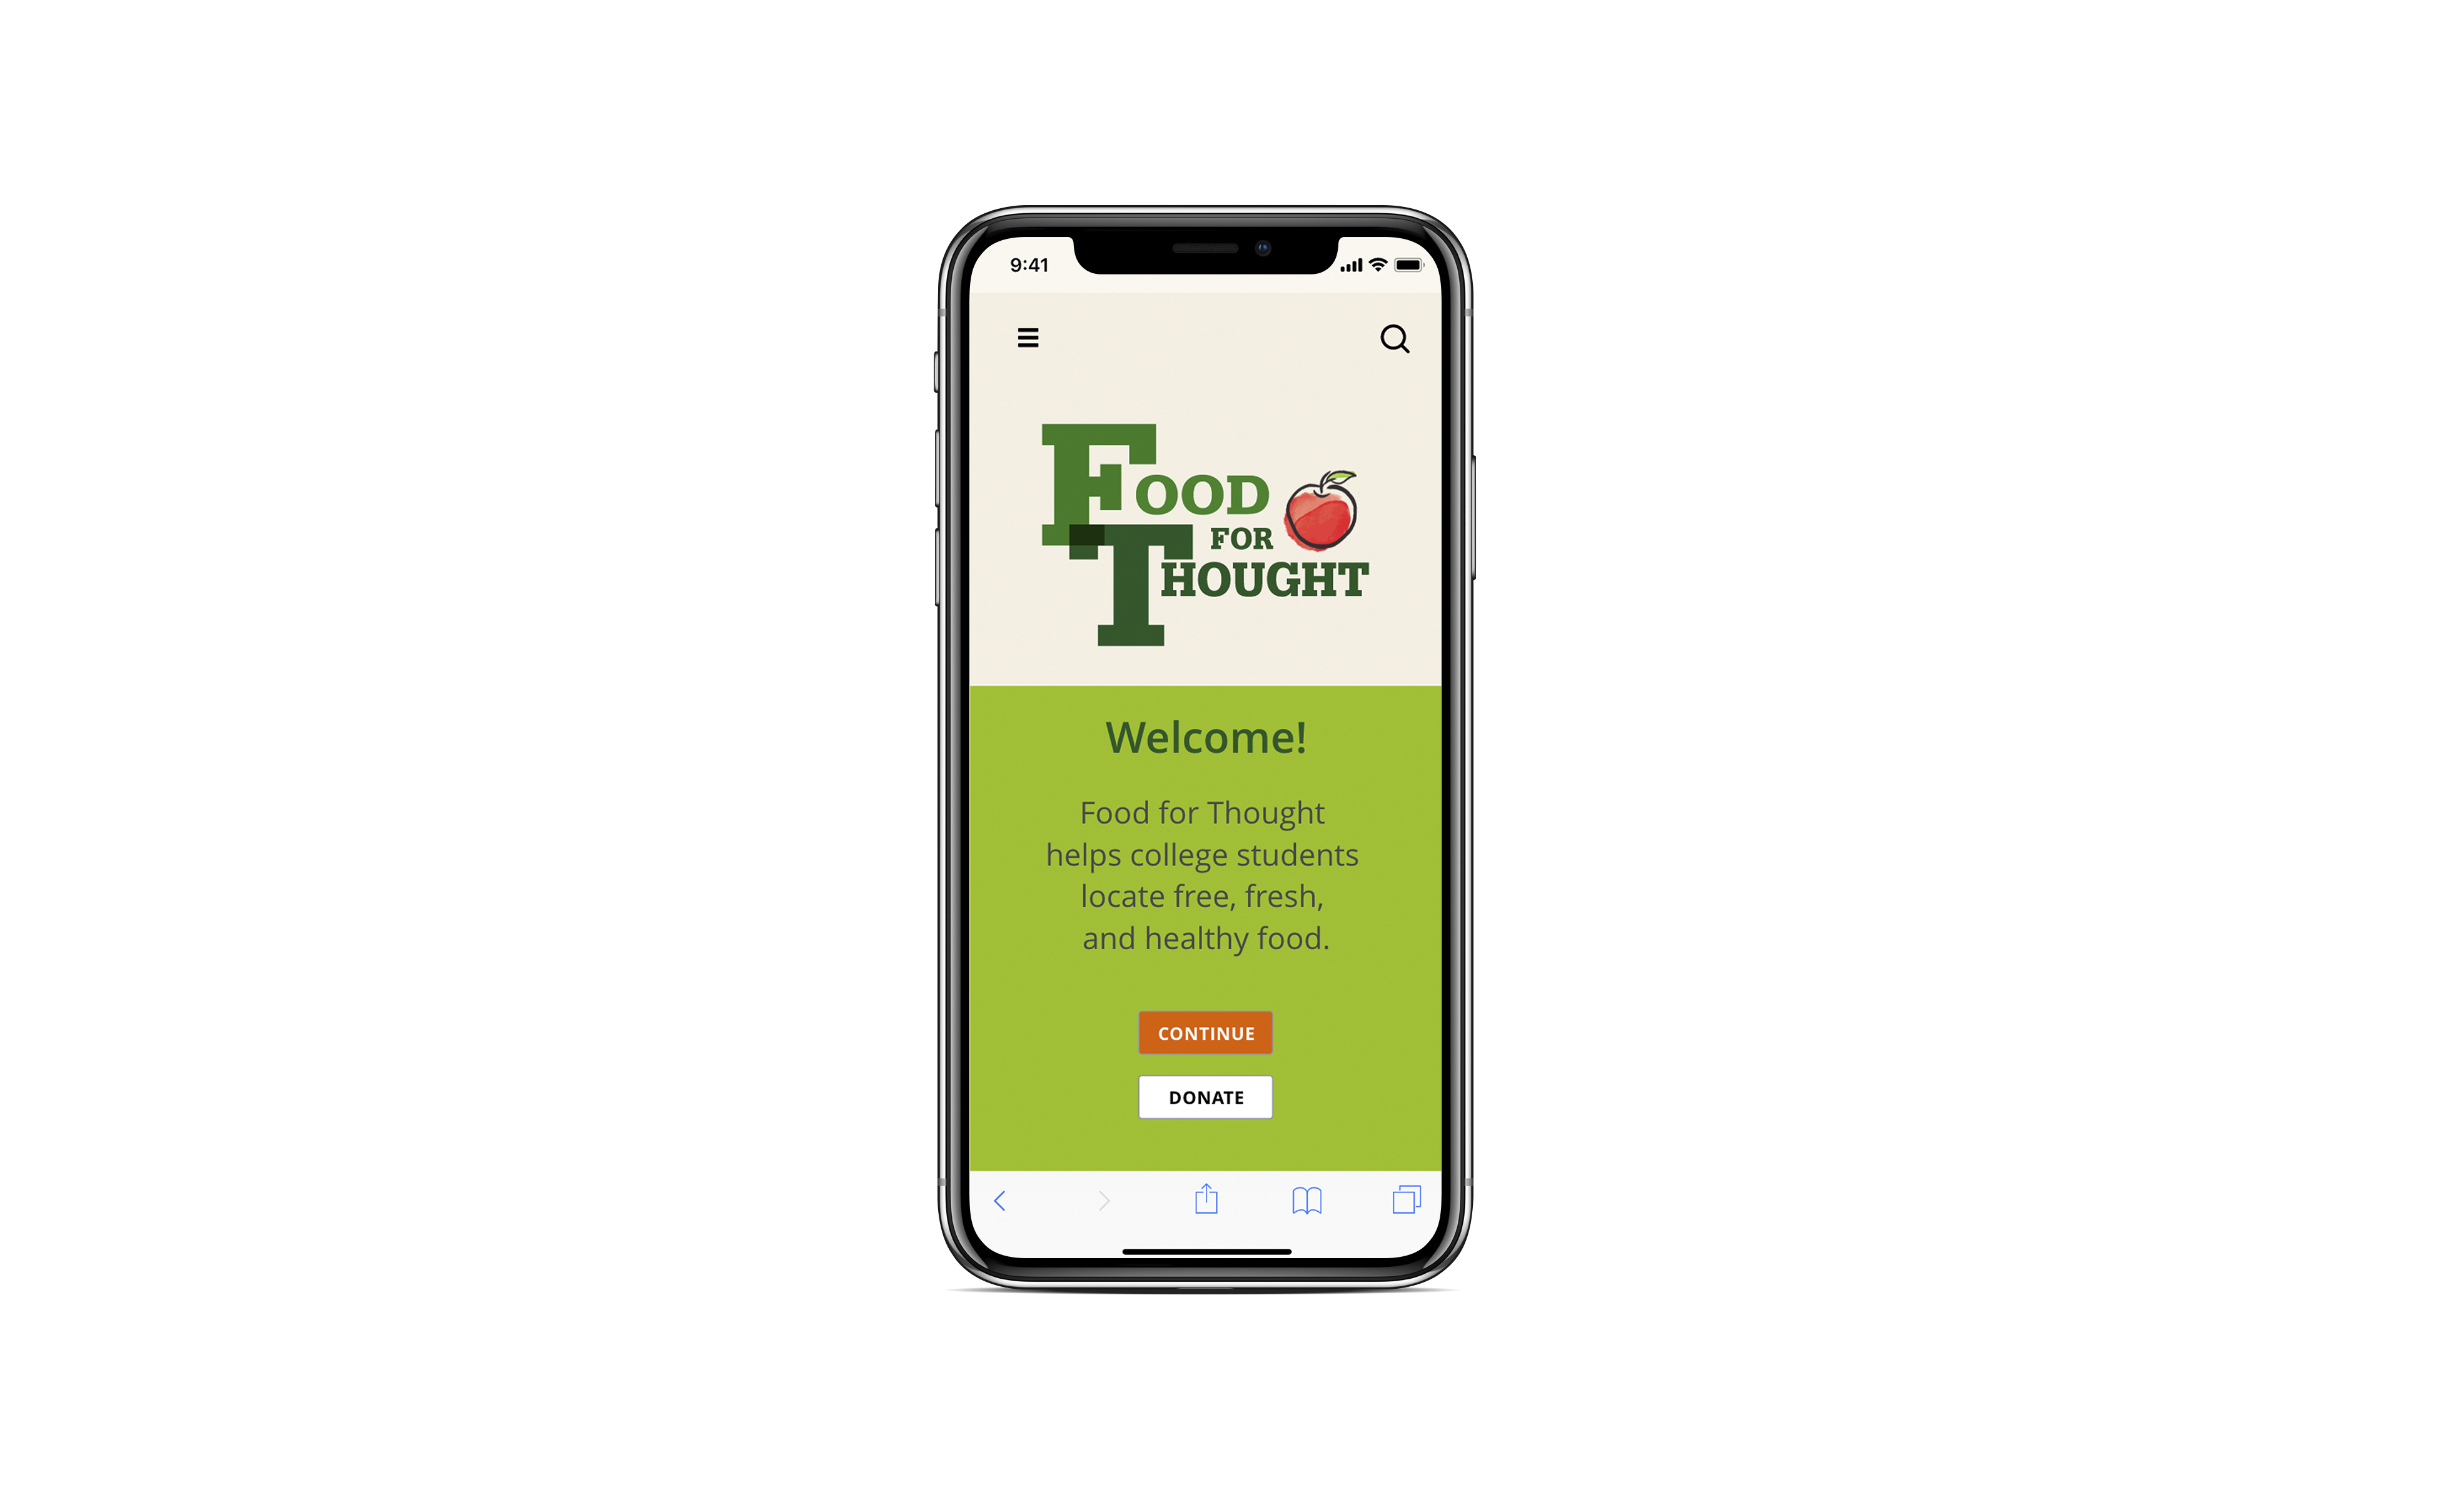 9:41
FOOD
FOR
THOUGHT
Welcome!
Food for Thought
helps college students
locate free, fresh,
and healthy food.
CONTINUE
DONATE